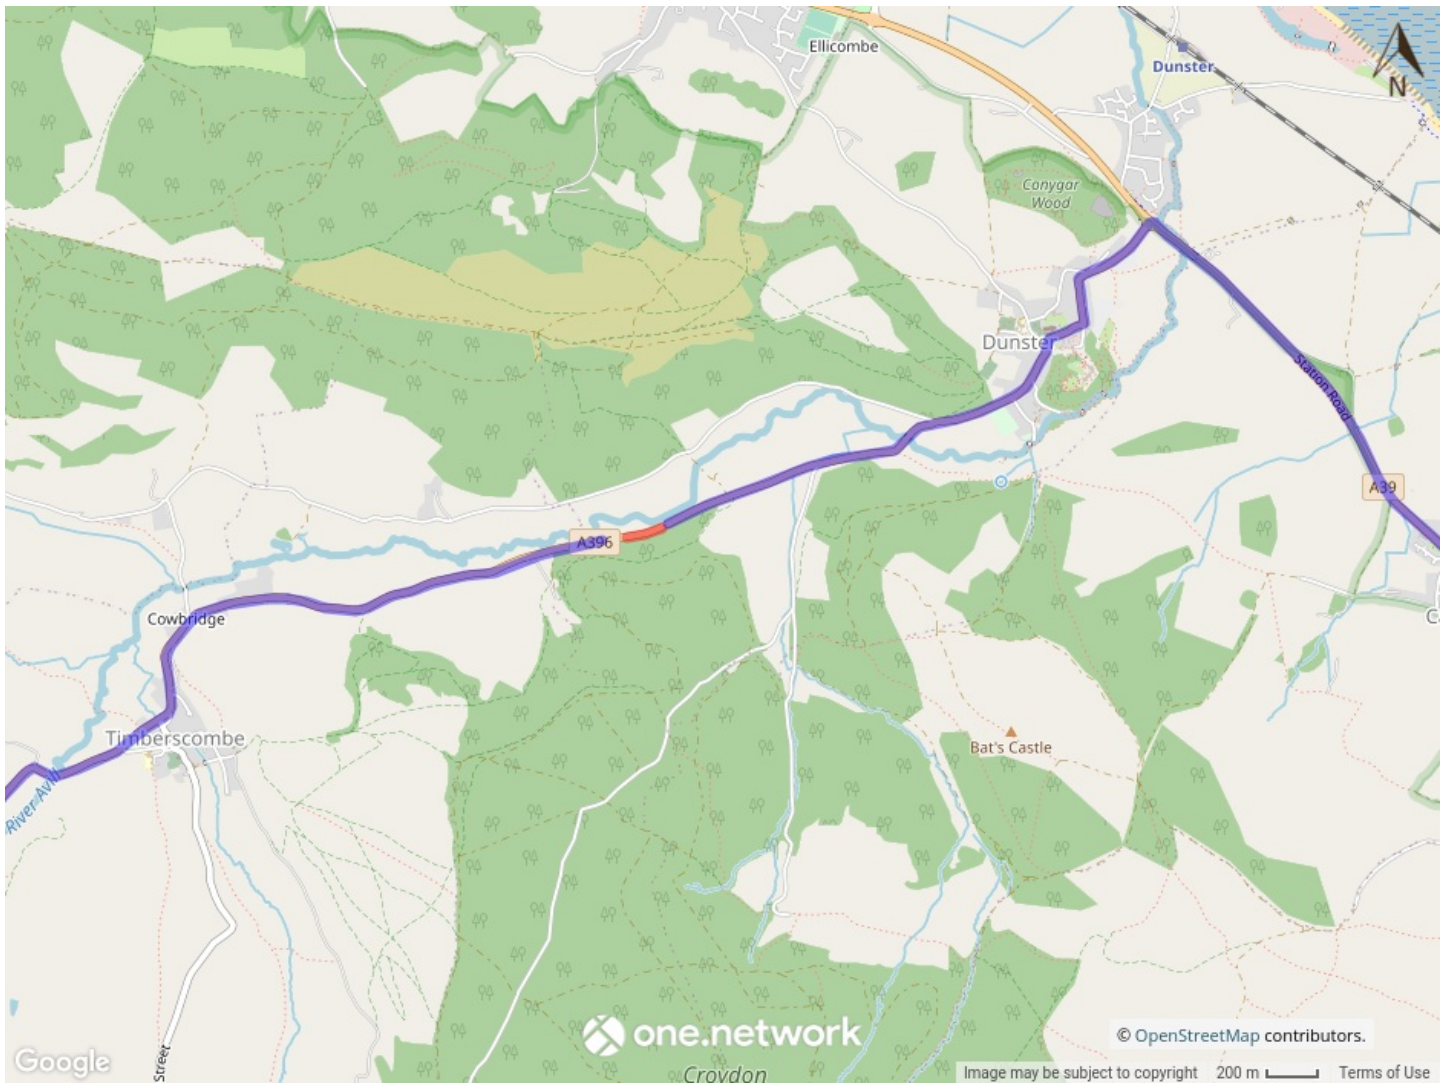 Ellicombe
Dunster
N
Conygar
Wood
Dunster
Station Road
A39
A396
Cowbridge
Timberscombe
River Avill
Bat's Castle
Street
one.network
© OpenStreetMap contributors.
Google
Croydon
Image may be subject to copyright 200 m Terms of Use